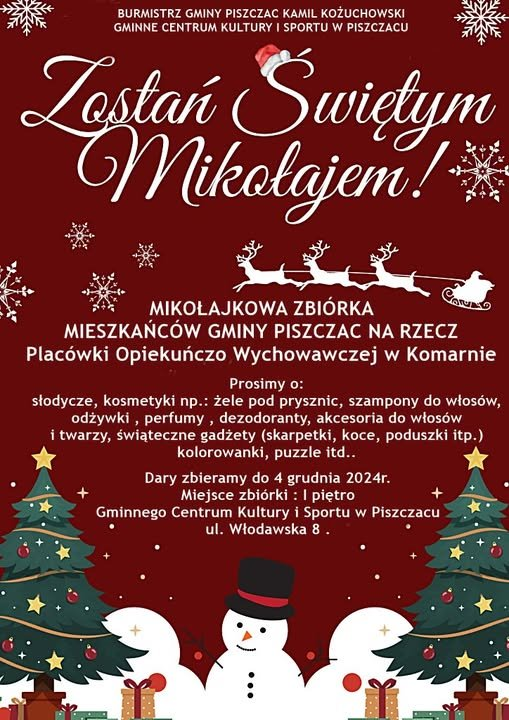 BURMISTRZ GMINY PISZCZAC KAMIL KOŻUCHOWSKI
GMINNE CENTRUM KULTURY I SPORTU W PISZCZACU
Zostań Świętym
Mikołajem!
MIKOŁAJKOWA ZBIÓRKA
MIESZKAŃCÓW GMINY PISZCZAC NA RZECZ
Placówki Opiekuńczo Wychowawczej w Komarnie
Prosimy o:
słodycze, kosmetyki np.: żele pod prysznic, szampony do włosów,
odżywki , perfumy , dezodoranty, akcesoria do włosów
i twarzy, świąteczne gadżety (skarpetki, koce, poduszki itp.)
kolorowanki, puzzle itd..
Dary zbieramy do 4 grudnia 2024r.
Miejsce zbiórki : I piętro
Gminnego Centrum Kultury i Sportu w Piszczacu
ul. Włodawska 8 .